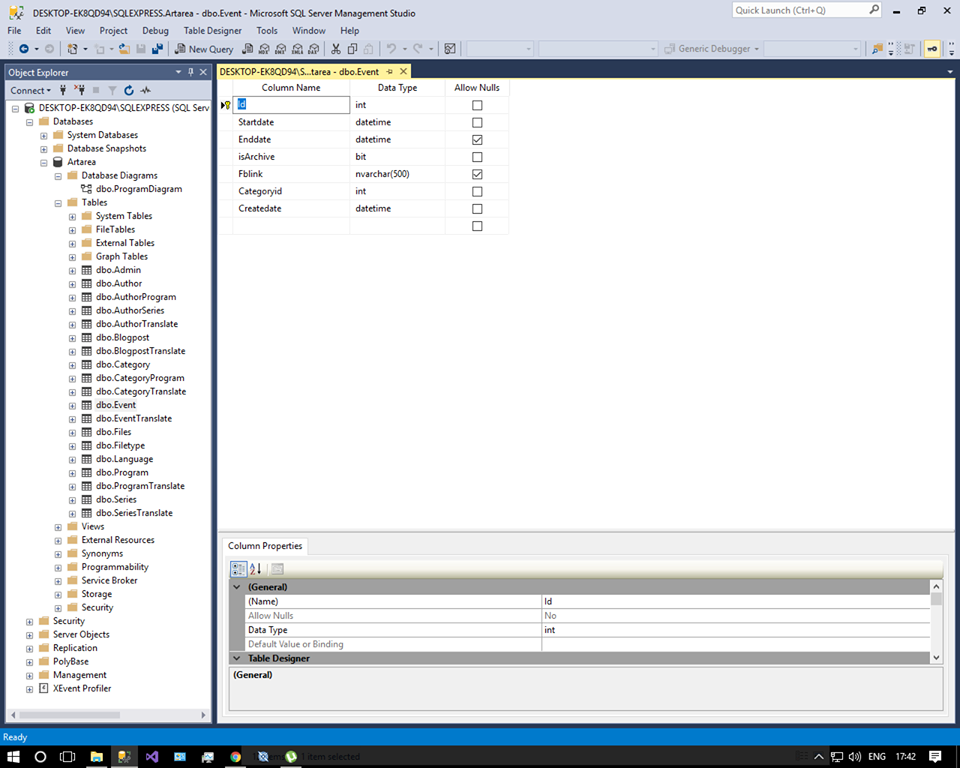 DESKTOP-EK8QD94\SQLEXPRESS.Artarea - dbo.Event - Microsoft SQL Server Management Studio
Quick Launch (Ctrl+Q)
File Edit View Project Debug Table Designer Tools Window Help
New Query
Generic Debugger
Object Explorer
Connect
DESKTOP-EK8QD94\SQLEXPRESS (SQL Serv
Databases
System Databases
Database Snapshots
Artarea
Database Diagrams
dbo.ProgramDiagram
Tables
System Tables
FileTables
External Tables
Graph Tables
dbo.Admin
dbo.Author
dbo.AuthorProgram
dbo.AuthorSeries
dbo.AuthorTranslate
dbo.Blogpost
dbo.BlogpostTranslate
dbo.Category
dbo.CategoryProgram
dbo.CategoryTranslate
dbo.Event
dbo.EventTranslate
dbo.Files
dbo.Filetype
dbo.Language
dbo.Program
dbo.ProgramTranslate
dbo.Series
dbo.SeriesTranslate
Views
External Resources
Synonyms
Programmability
Service Broker
Storage
Security
Security
Server Objects
Replication
PolyBase
Management
XEvent Profiler
DESKTOP-EK8QD94\S...tarea - dbo.Event
Column Name Data Type Allow Nulls
Id int
Startdate datetime
Enddate datetime
isArchive bit
Fblink nvarchar(500)
Categoryid int
Createdate datetime
Column Properties
(General)
(Name) Id
Allow Nulls No
Data Type int
Default Value or Binding
Table Designer
(General)
Ready
1 item selected
ENG 17:42